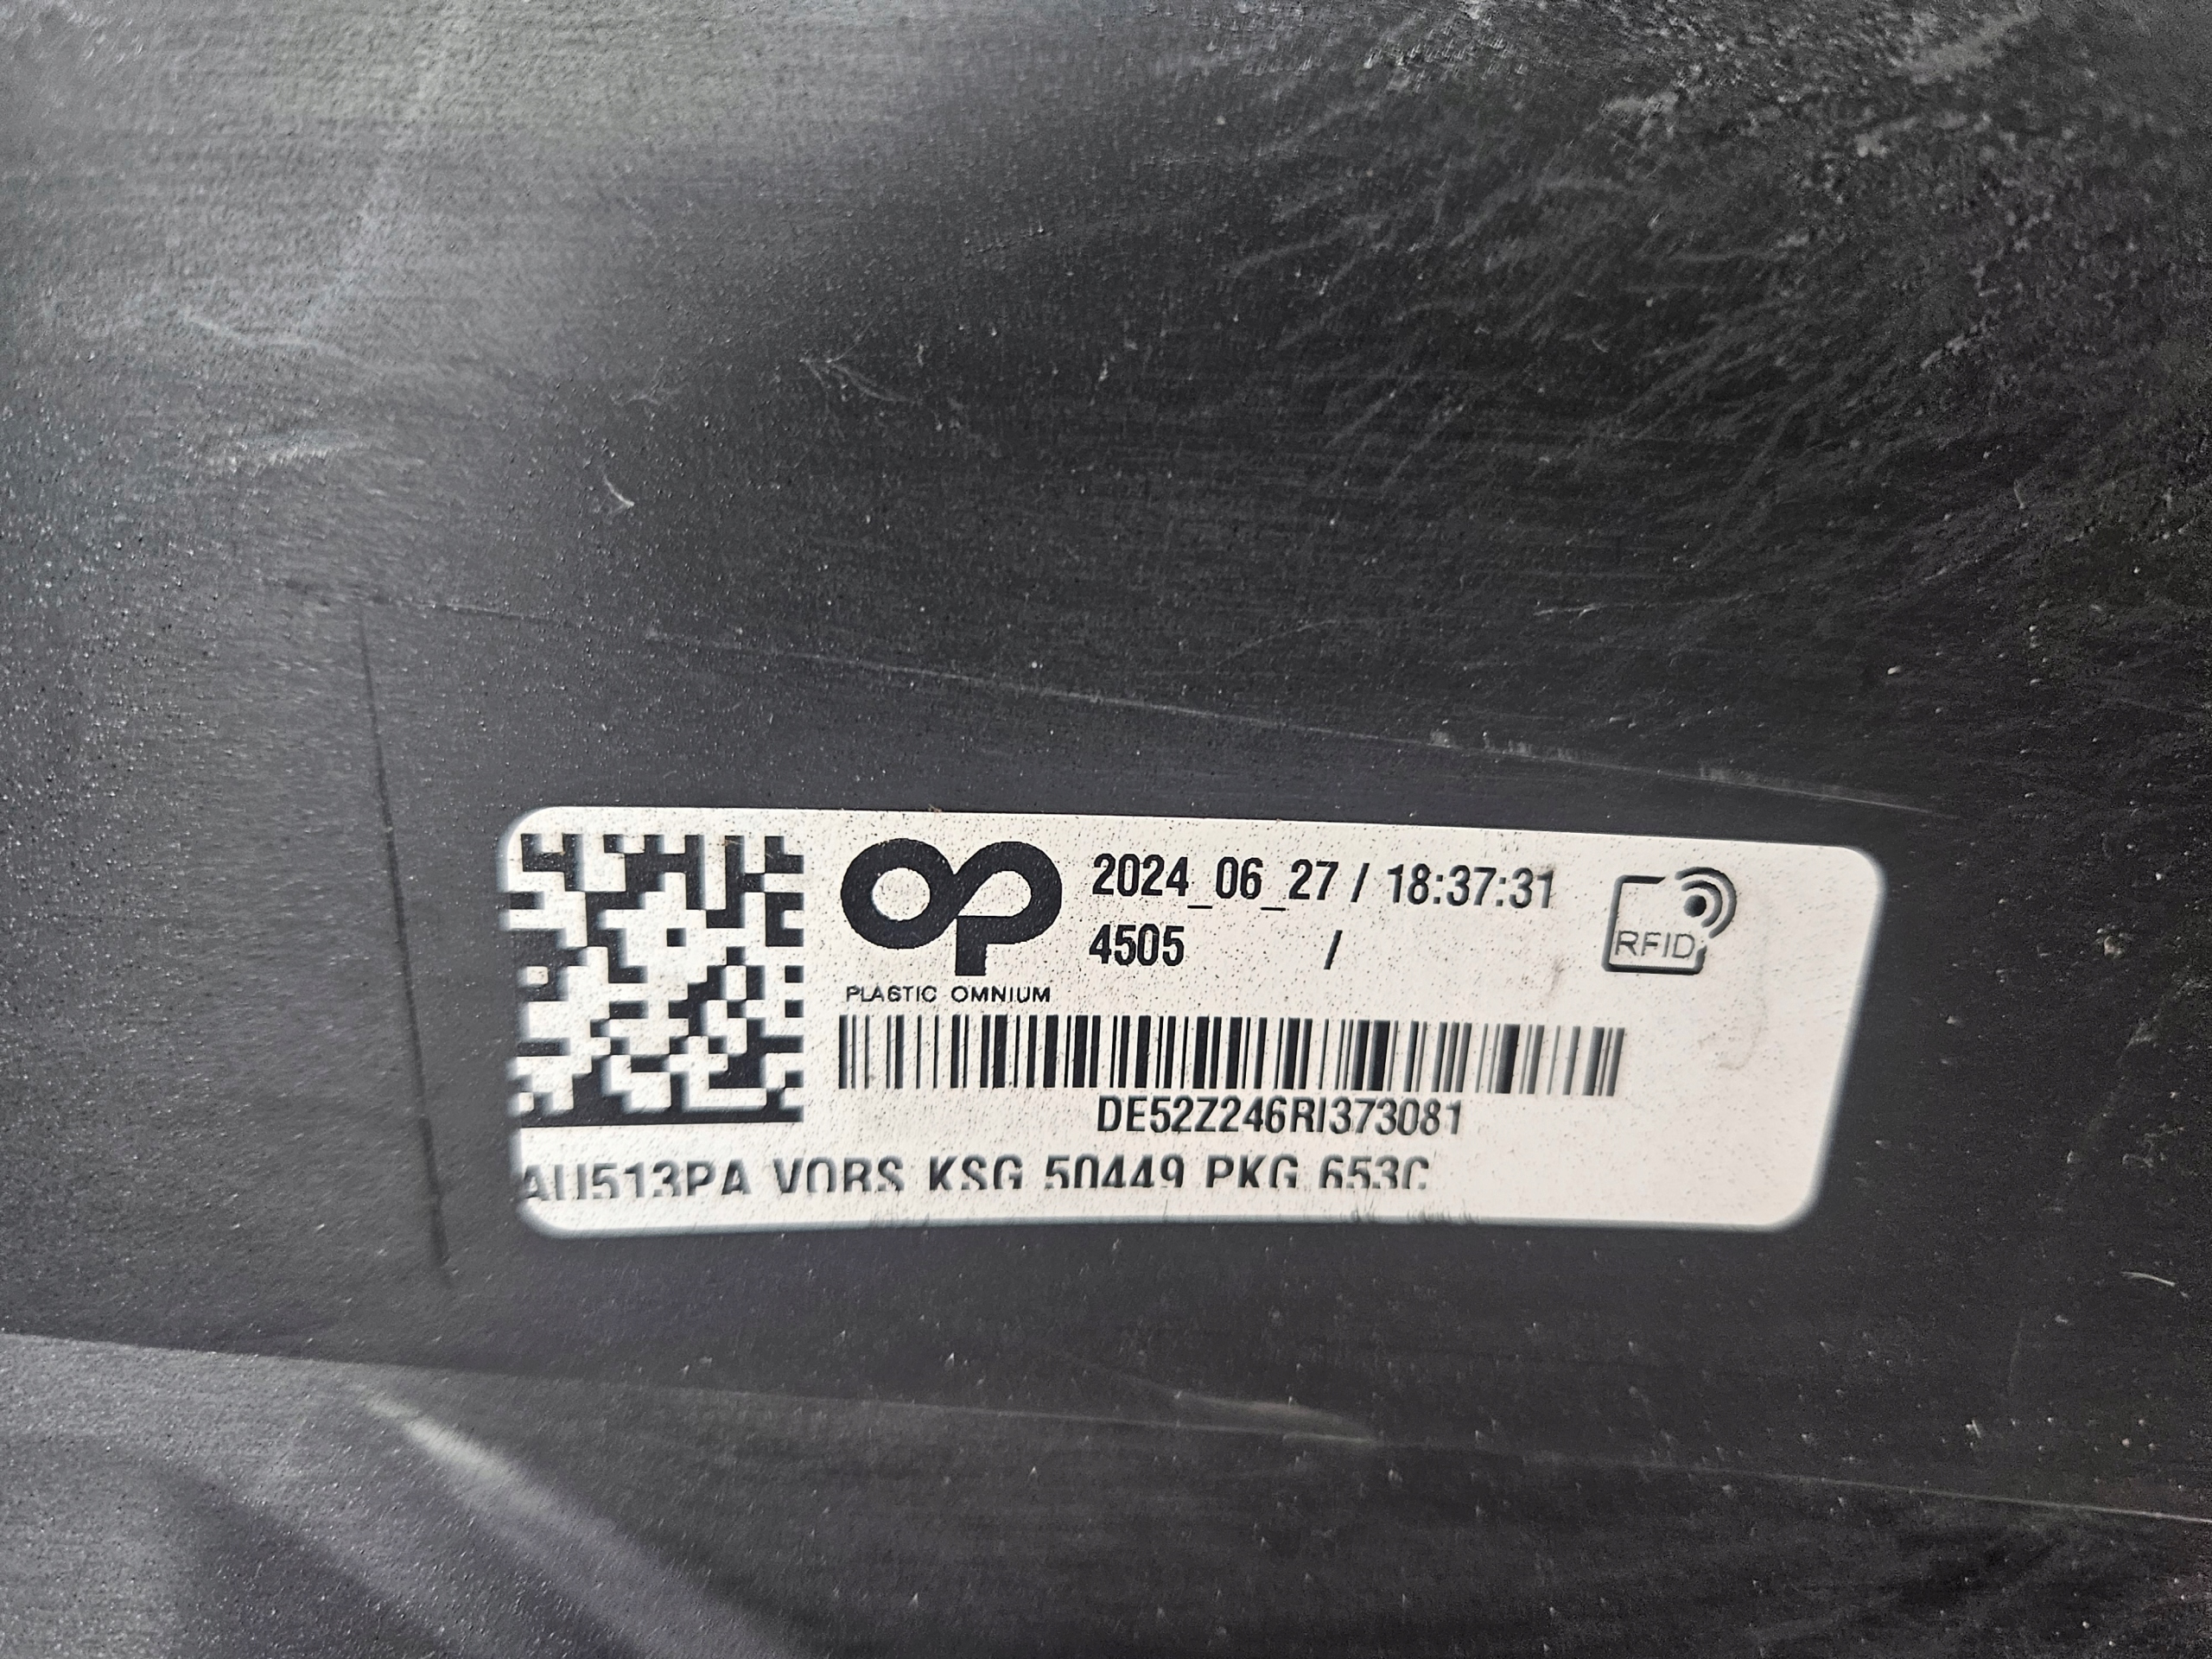 2024_06_27 / 18:37:31
4505 /
RFID
PLASTIC OMNIUM
DE52Z246RI373081
AU513PA VORS KSG 50449 PKG 653C